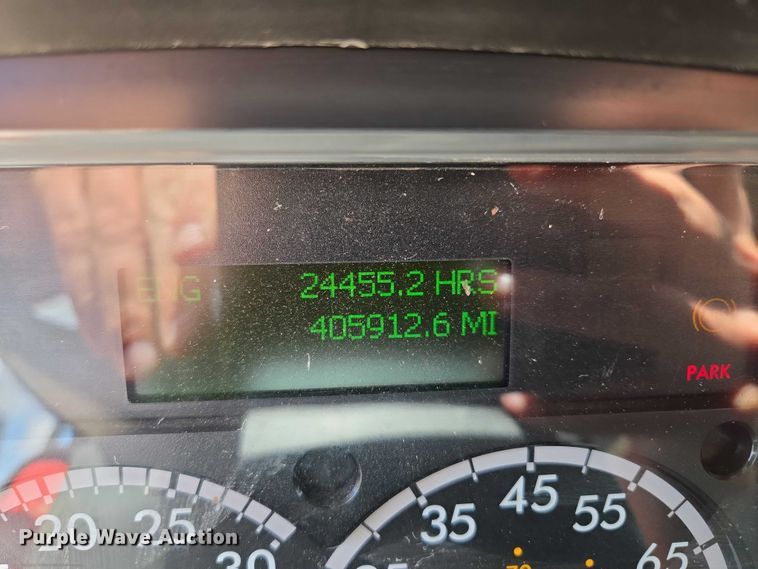 ENG 24455.2 HRS
405912.6 MI
PARK
20 25 30
35 45 55 65
Purple Wave Auction